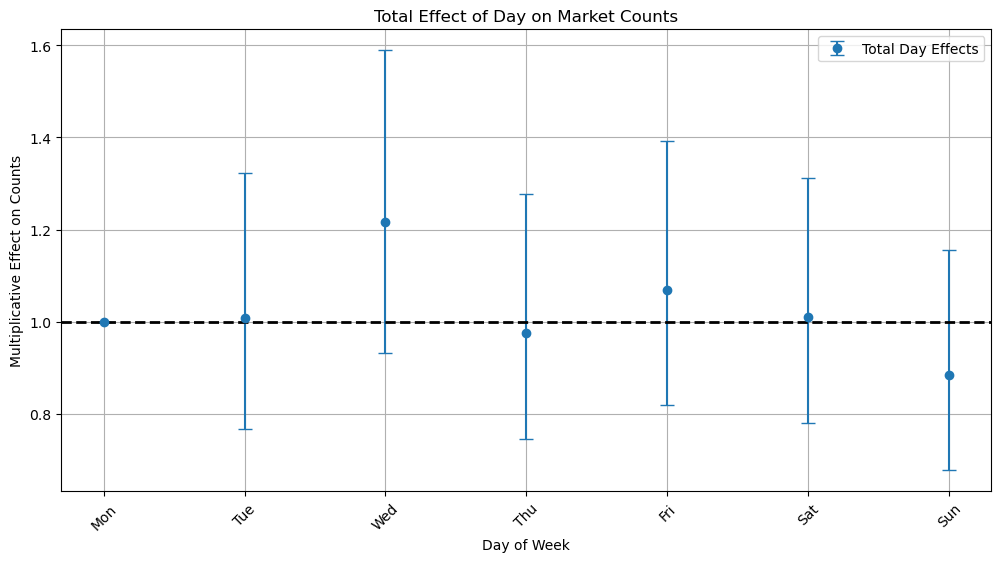 Total Effect of Day on Market Counts
Total Day Effects
Multiplicative Effect on Counts
1.6
1.4
1.2
1.0
0.8
Mon
Tue
Wed
Thu
Fri
Sat
Sun
Day of Week